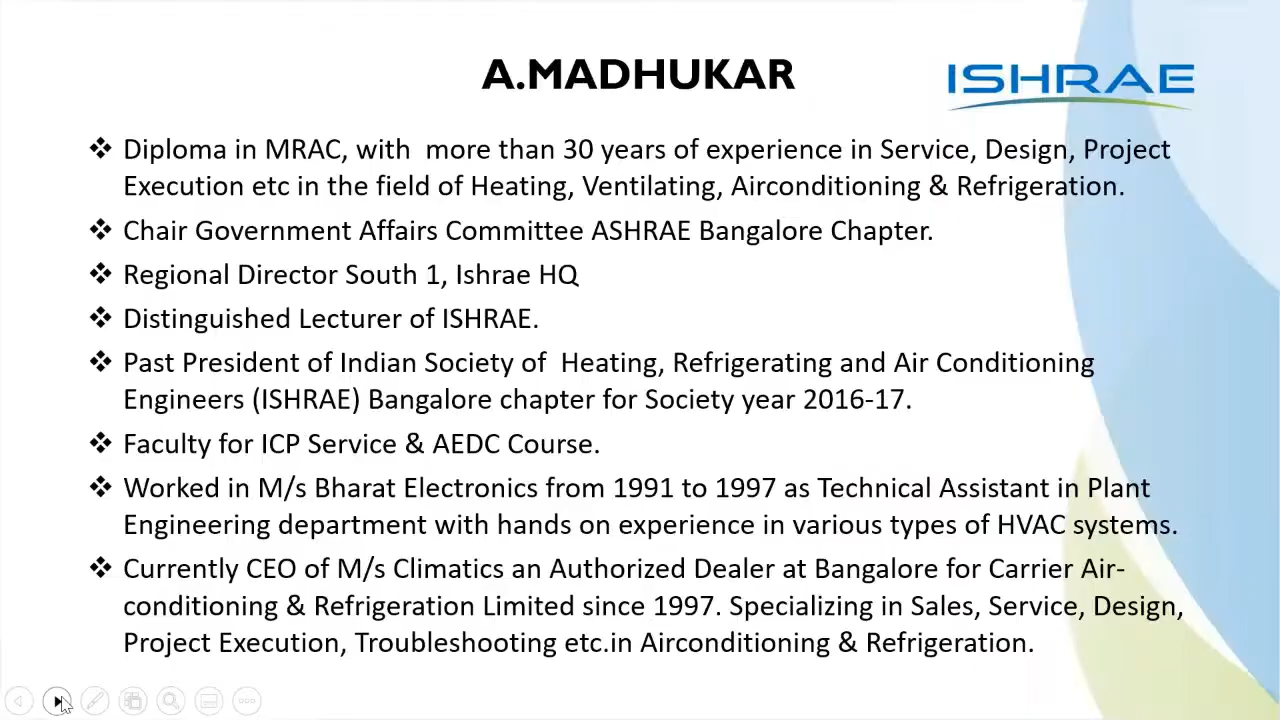 A.MADHUKAR
ISHRAE
❖ Diploma in MRAC, with  more than 30 years of experience in Service, Design, Project
Execution etc in the field of Heating, Ventilating, Airconditioning & Refrigeration.
❖ Chair Government Affairs Committee ASHRAE Bangalore Chapter.
❖ Regional Director South 1, Ishrae HQ
❖ Distinguished Lecturer of ISHRAE.
❖ Past President of Indian Society of  Heating, Refrigerating and Air Conditioning
Engineers (ISHRAE) Bangalore chapter for Society year 2016-17.
❖ Faculty for ICP Service & AEDC Course.
❖ Worked in M/s Bharat Electronics from 1991 to 1997 as Technical Assistant in Plant
Engineering department with hands on experience in various types of HVAC systems.
❖ Currently CEO of M/s Climatics an Authorized Dealer at Bangalore for Carrier Air-
conditioning & Refrigeration Limited since 1997. Specializing in Sales, Service, Design,
Project Execution, Troubleshooting etc.in Airconditioning & Refrigeration.